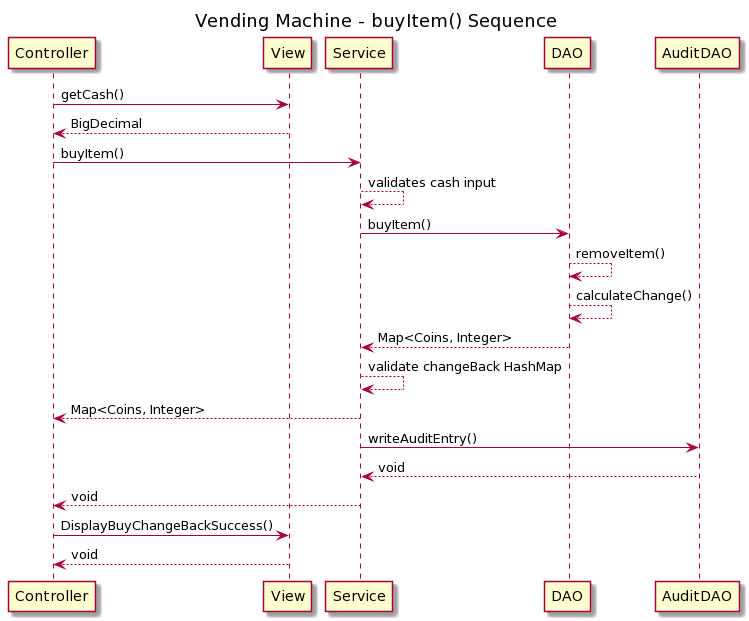 Vending Machine - buyItem() Sequence
Controller View Service DAO AuditDAO
getCash()
BigDecimal
buyItem()
validates cash input
buyItem()
removeItem()
calculateChange()
Map<Coins, Integer>
validate changeBack HashMap
Map<Coins, Integer>
writeAuditEntry()
void
void
DisplayBuyChangeBackSuccess()
void
Controller View Service DAO AuditDAO